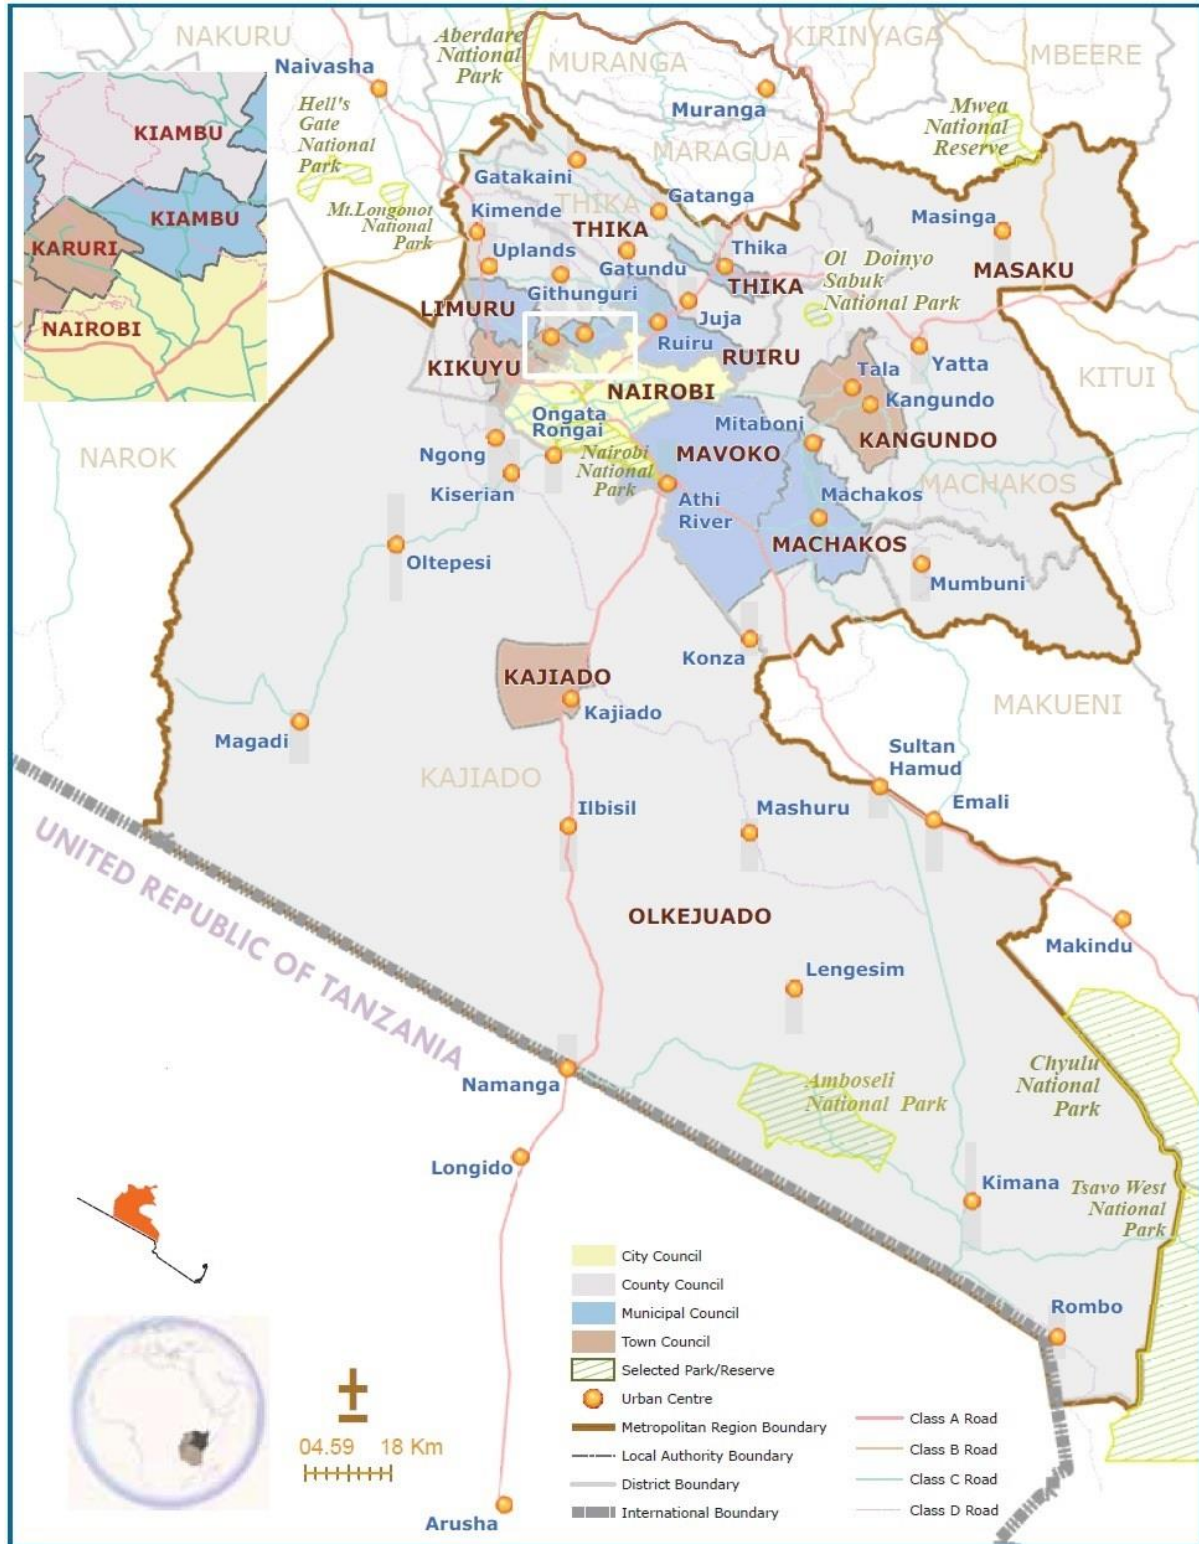 NAKURU
Aberdare
National
Park
KIRINYAGA
MBEERE
MURANGA
Naivasha
Muranga
Hell's
Gate
National
Park
Mwea
National
Reserve
KIAMBU
KIAMBU
KARURI
NAIROBI
MARAGUA
Gatakaini
THIKA
Gatanga
Mt.Longonot
National
Park
Kimende
THIKA
Masinga
Uplands
Gatundu
Thika
Ol Doinyo
Sabuk
National Park
MASAKU
Githunguri
THIKA
LIMURU
Juja
Ruiru
RUIRU
Yatta
KIKUYU
Tala
KITUI
NAIROBI
Kangundo
Ongata
Rongai
Mitaboni
KANGUNDO
NAROK
Ngong
Nairobi
National
Park
MAVOKO
Kiserian
Athi
River
Machakos
MACHAKOS
MACHAKOS
Oltepesi
Mumbuni
Konza
KAJIADO
Kajiado
MAKUENI
Magadi
Sultan
Hamud
KAJIADO
Ilbisil
Mashuru
Emali
UNITED REPUBLIC OF TANZANIA
OLKEJUADO
Makindu
Lengesim
Namanga
Amboseli
National Park
Chyulu
National
Park
Longido
Kimana
Tsavo West
National
Park
Rombo
Arusha
04.59 18 Km
City Council
County Council
Municipal Council
Town Council
Selected Park/Reserve
Urban Centre
Metropolitan Region Boundary
Local Authority Boundary
District Boundary
International Boundary
Class A Road
Class B Road
Class C Road
Class D Road